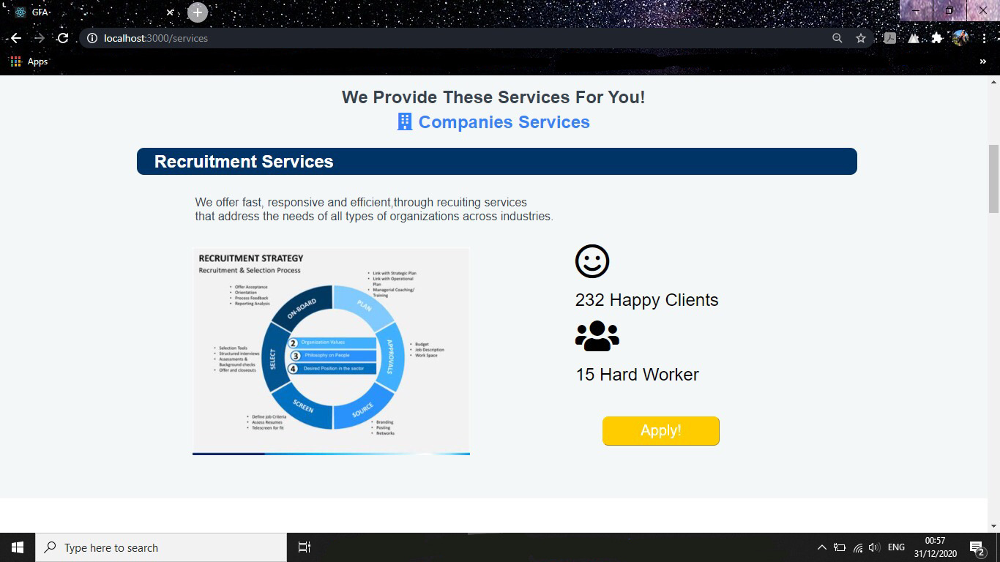 GFA
localhost:3000/services
Apps
»
We Provide These Services For You!
Companies Services
Recruitment Services
We offer fast, responsive and efficient,through recuiting services
that address the needs of all types of organizations across industries.
RECRUITMENT STRATEGY
Recruitment & Selection Process
• Link with Strategic Plan
• Link with Operational
Plan
• Managerial Coaching/
Training
• Offer Acceptance
• Orientation
• Process Feedback
• Reporting Analysis
ON-BOARD
PLAN
• Selection Tools
• Structured interviews
• Assessments &
Background checks
• Offer and closeouts
SELECT
2 Organization Values
3 Philosophy on People
4 Desired Position in the sector
APPROVALS
• Budget
• Job Description
• Work Space
SCREEN
SOURCE
• Define job Criteria
• Assess Resumes
• Telescreen for fit
• Branding
• Posting
• Networks
232 Happy Clients
15 Hard Worker
Apply!
Type here to search
ENG
00:57
31/12/2020
2